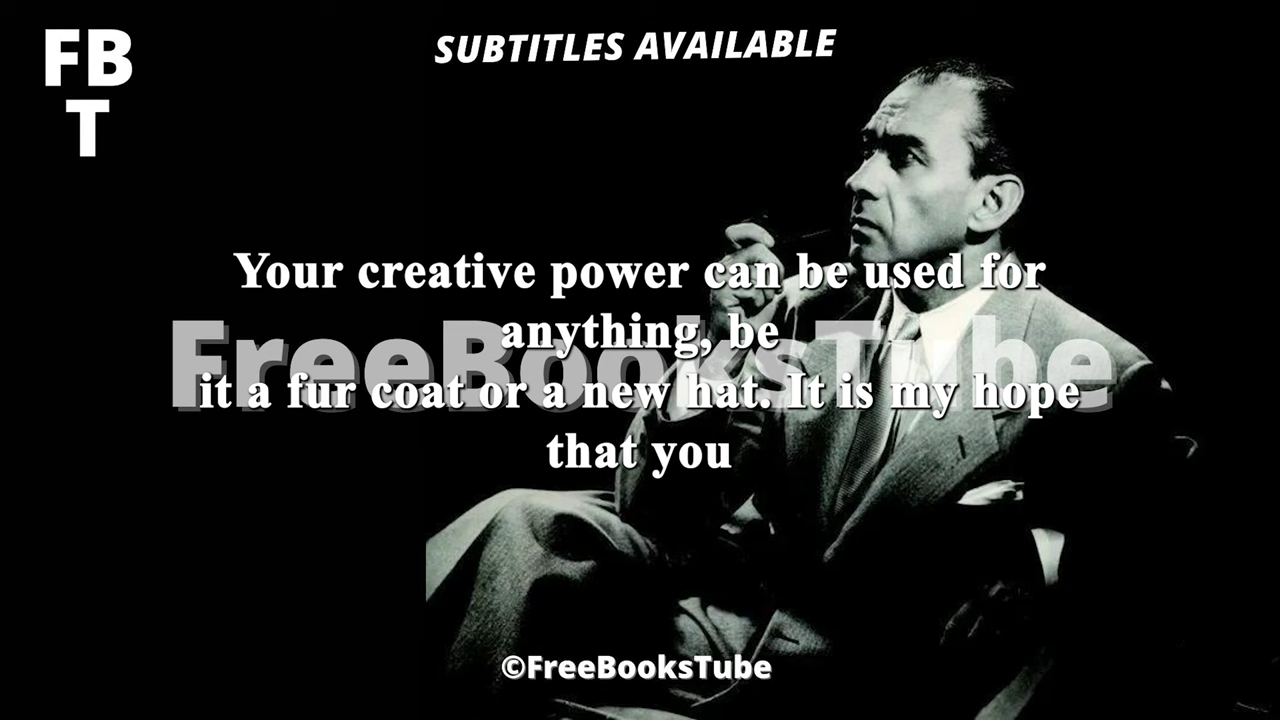 FB
T
SUBTITLES AVAILABLE
Your creative power can be used for
anything, be
FreeBooksTube
it a fur coat or a new hat. It is my hope
that you
©FreeBooksTube